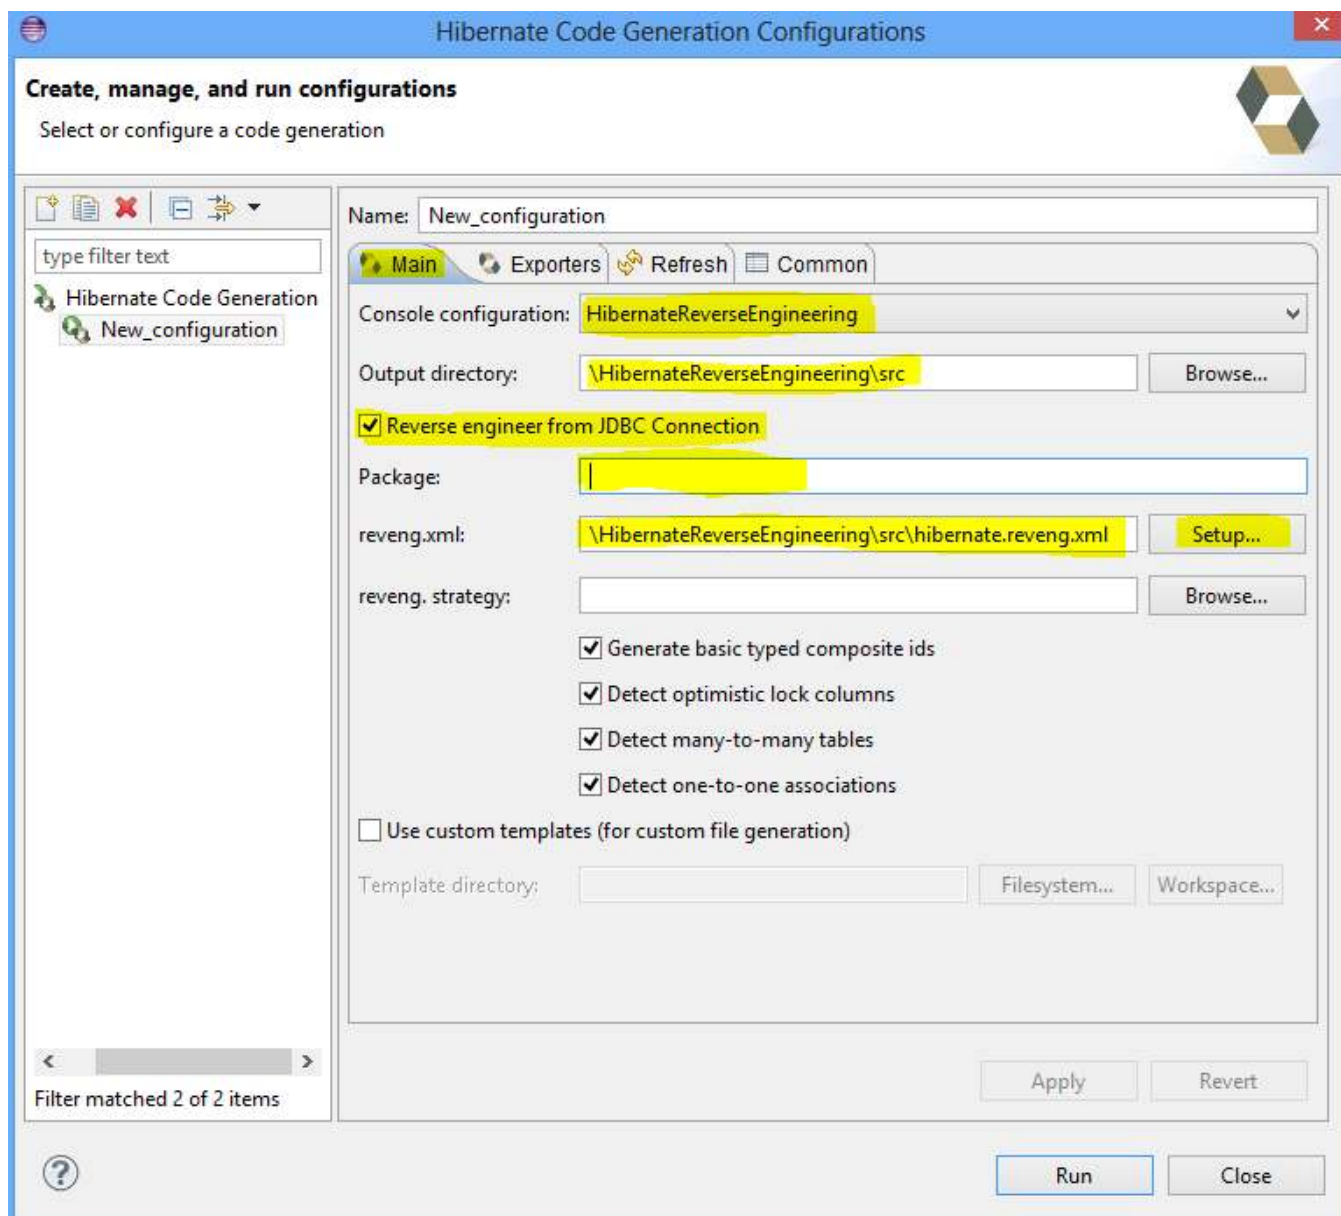 Hibernate Code Generation Configurations
Create, manage, and run configurations
Select or configure a code generation
type filter text
Hibernate Code Generation
New_configuration
Filter matched 2 of 2 items
Name: New_configuration
Main Exporters Refresh Common
Console configuration: HibernateReverseEngineering
Output directory: \HibernateReverseEngineering\src Browse...
Reverse engineer from JDBC Connection
Package:
reveng.xml: \HibernateReverseEngineering\src\hibernate.reveng.xml Setup...
reveng. strategy: Browse...
Generate basic typed composite ids
Detect optimistic lock columns
Detect many-to-many tables
Detect one-to-one associations
Use custom templates (for custom file generation)
Template directory: Filesystem... Workspace...
Apply Revert
Run Close